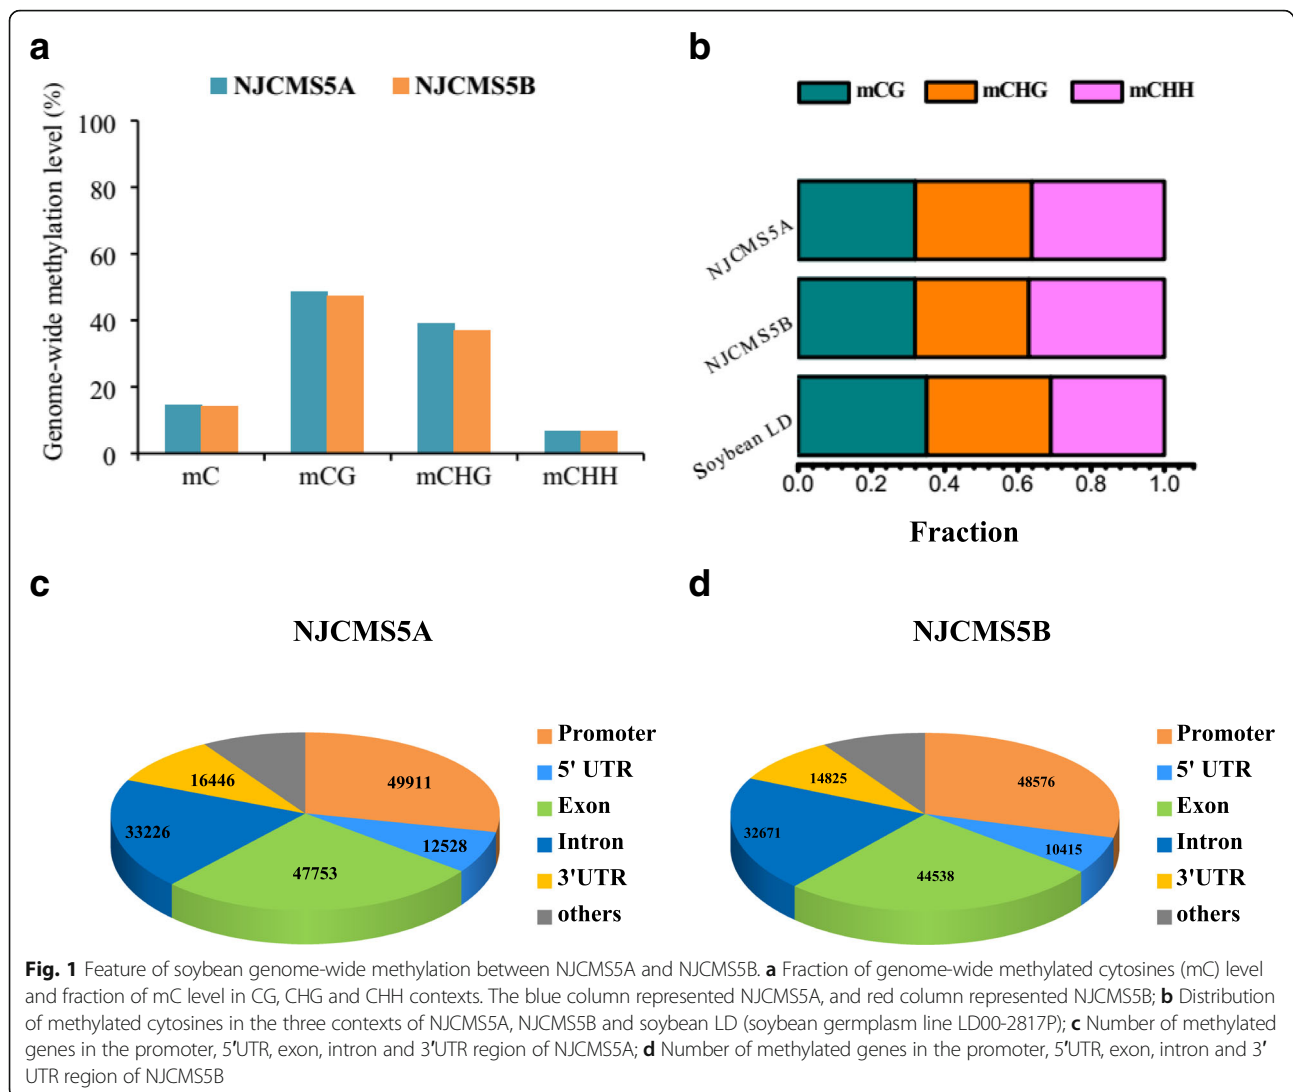 a
NJCMS5A
NJCMS5B
Genome-wide methylation level (%)
100
80
60
40
20
0
mC
mCG
mCHG
mCHH
b
mCG
mCHG
mCHH
NJCMS5A
NJCMS5B
Soybean LD
0.0
0.2
0.4
0.6
0.8
1.0
Fraction
c
NJCMS5A
49911
12528
47753
33226
16446
Promoter
5' UTR
Exon
Intron
3'UTR
others
d
NJCMS5B
48576
10415
44538
32671
14825
Promoter
5' UTR
Exon
Intron
3'UTR
others
Fig. 1 Feature of soybean genome-wide methylation between NJCMS5A and NJCMS5B. a Fraction of genome-wide methylated cytosines (mC) level
and fraction of mC level in CG, CHG and CHH contexts. The blue column represented NJCMS5A, and red column represented NJCMS5B; b Distribution
of methylated cytosines in the three contexts of NJCMS5A, NJCMS5B and soybean LD (soybean germplasm line LD00-2817P); c Number of methylated
genes in the promoter, 5′UTR, exon, intron and 3′UTR region of NJCMS5A; d Number of methylated genes in the promoter, 5′UTR, exon, intron and 3′
UTR region of NJCMS5B